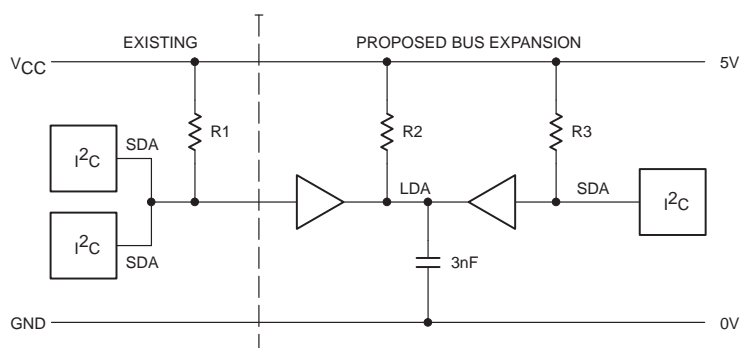 EXISTING
PROPOSED BUS EXPANSION
VCC
5V
R1
R2
R3
SDA
I2C
LDA
SDA
I2C
I2C
SDA
3nF
GND
0V